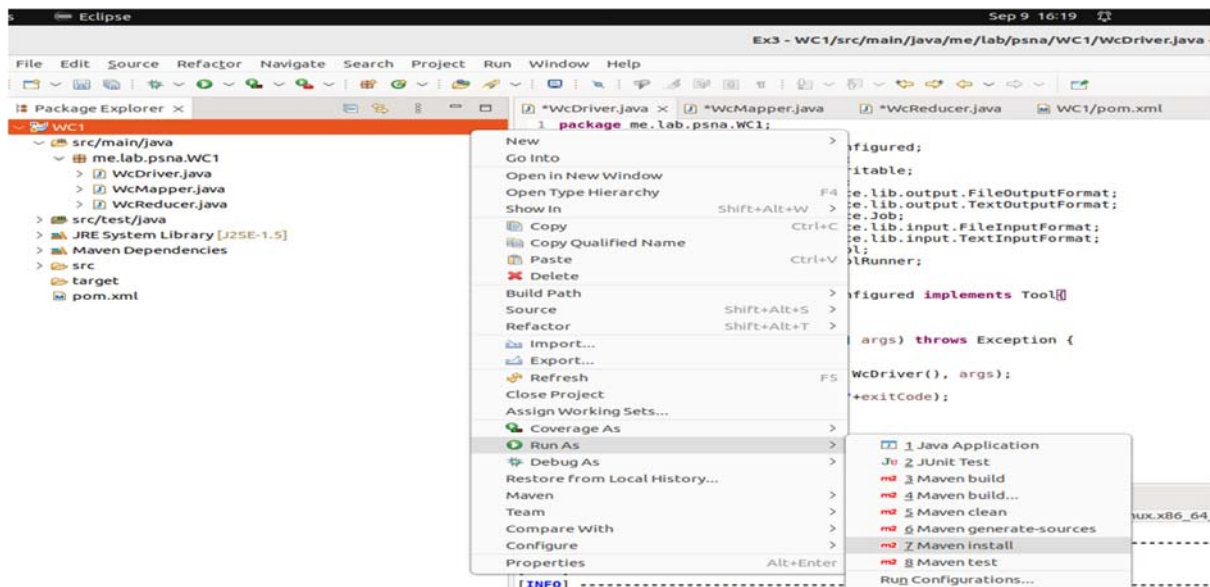 Eclipse
Sep 9 16:19
Ex3 - WC1/src/main/java/me/lab/psna/WC1/WcDriver.java -
File Edit Source Refactor Navigate Search Project Run Window Help
Package Explorer ×
*WcDriver.java × *WcMapper.java *WcReducer.java WC1/pom.xml
WC1
src/main/java
me.lab.psna.WC1
WcDriver.java
WcMapper.java
WcReducer.java
src/test/java
JRE System Library [J2SE-1.5]
Maven Dependencies
src
target
pom.xml
1 package me.lab.psna.WC1;
nfigured;
itable;
e.lib.output.FileOutputFormat;
e.lib.output.TextOutputFormat;
e.Job;
e.lib.input.FileInputFormat;
e.lib.input.TextInputFormat;
l;
lRunner;
nfigured implements Tool{
args) throws Exception {
WcDriver(), args);
"+exitCode);
New >
Go Into
Open in New Window
Open Type Hierarchy F4
Show In Shift+Alt+W >
Copy Ctrl+C
Copy Qualified Name
Paste Ctrl+V
Delete
Build Path >
Source Shift+Alt+S >
Refactor Shift+Alt+T >
Import...
Export...
Refresh F5
Close Project
Assign Working Sets...
Coverage As >
Run As >
Debug As >
Restore from Local History...
Maven >
Team >
Compare With >
Configure >
Properties Alt+Enter
1 Java Application
2 JUnit Test
3 Maven build
4 Maven build...
5 Maven clean
6 Maven generate-sources
7 Maven install
8 Maven test
Run Configurations...
nux.x86_64_
[INFO] ----------------------------